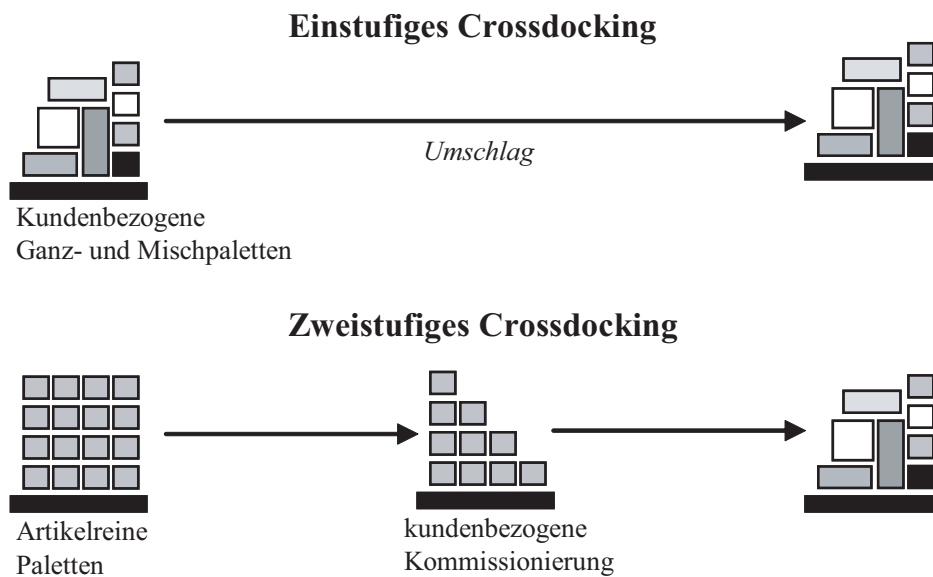 Einstufiges Crossdocking
Umschlag
Kundenbezogene
Ganz- und Mischpaletten
Zweistufiges Crossdocking
Artikelreine
Paletten
kundenbezogene
Kommissionierung